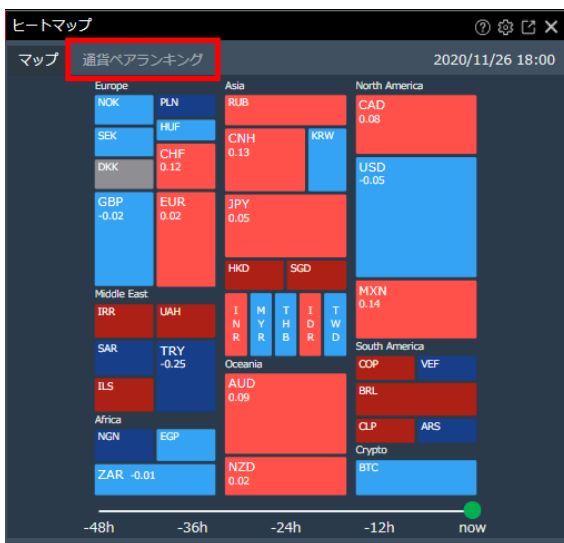 ヒートマップ
マップ 通貨ペアランキング 2020/11/26 18:00
Europe
NOK
PLN
SEK
HUF
DKK
CHF
0.12
GBP
-0.02
EUR
0.02
Middle East
IRR
UAH
SAR
TRY
-0.25
ILS
Africa
NGN
EGP
ZAR -0.01
Asia
RUB
CNH
0.13
KRW
JPY
0.05
HKD
SGD
INR
MYR
THB
IDR
TWD
Oceania
AUD
0.09
NZD
0.02
North America
CAD
0.08
USD
-0.05
MXN
0.14
South America
COP
VEF
BRL
CLP
ARS
Crypto
BTC
-48h -36h -24h -12h now